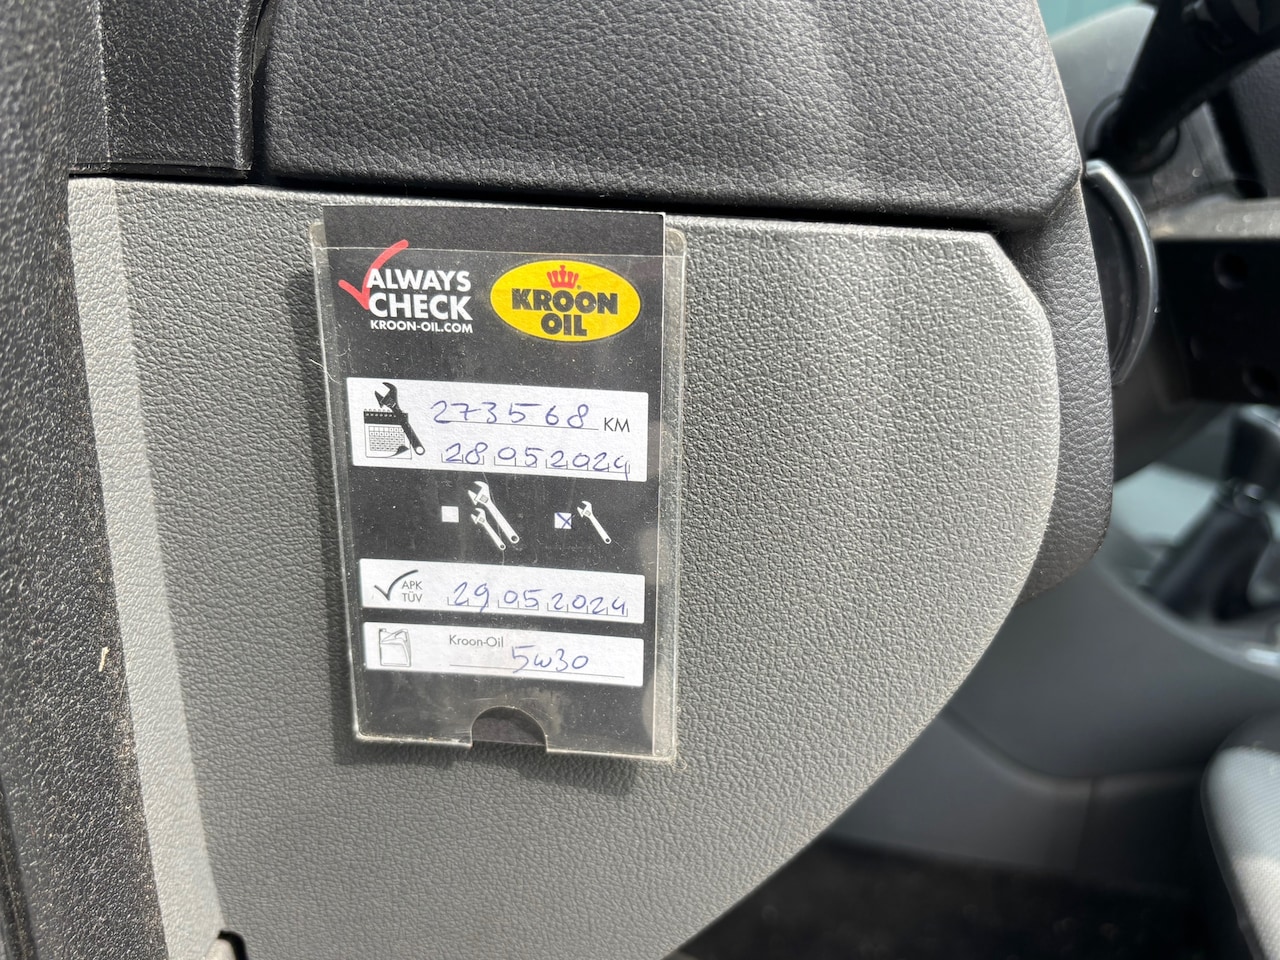 ALWAYS
CHECK
KROON-OIL.COM
KROON
OIL
273568 KM
28 05 2024
APK
TÜV
29 05 2024
Kroon-Oil
5w30